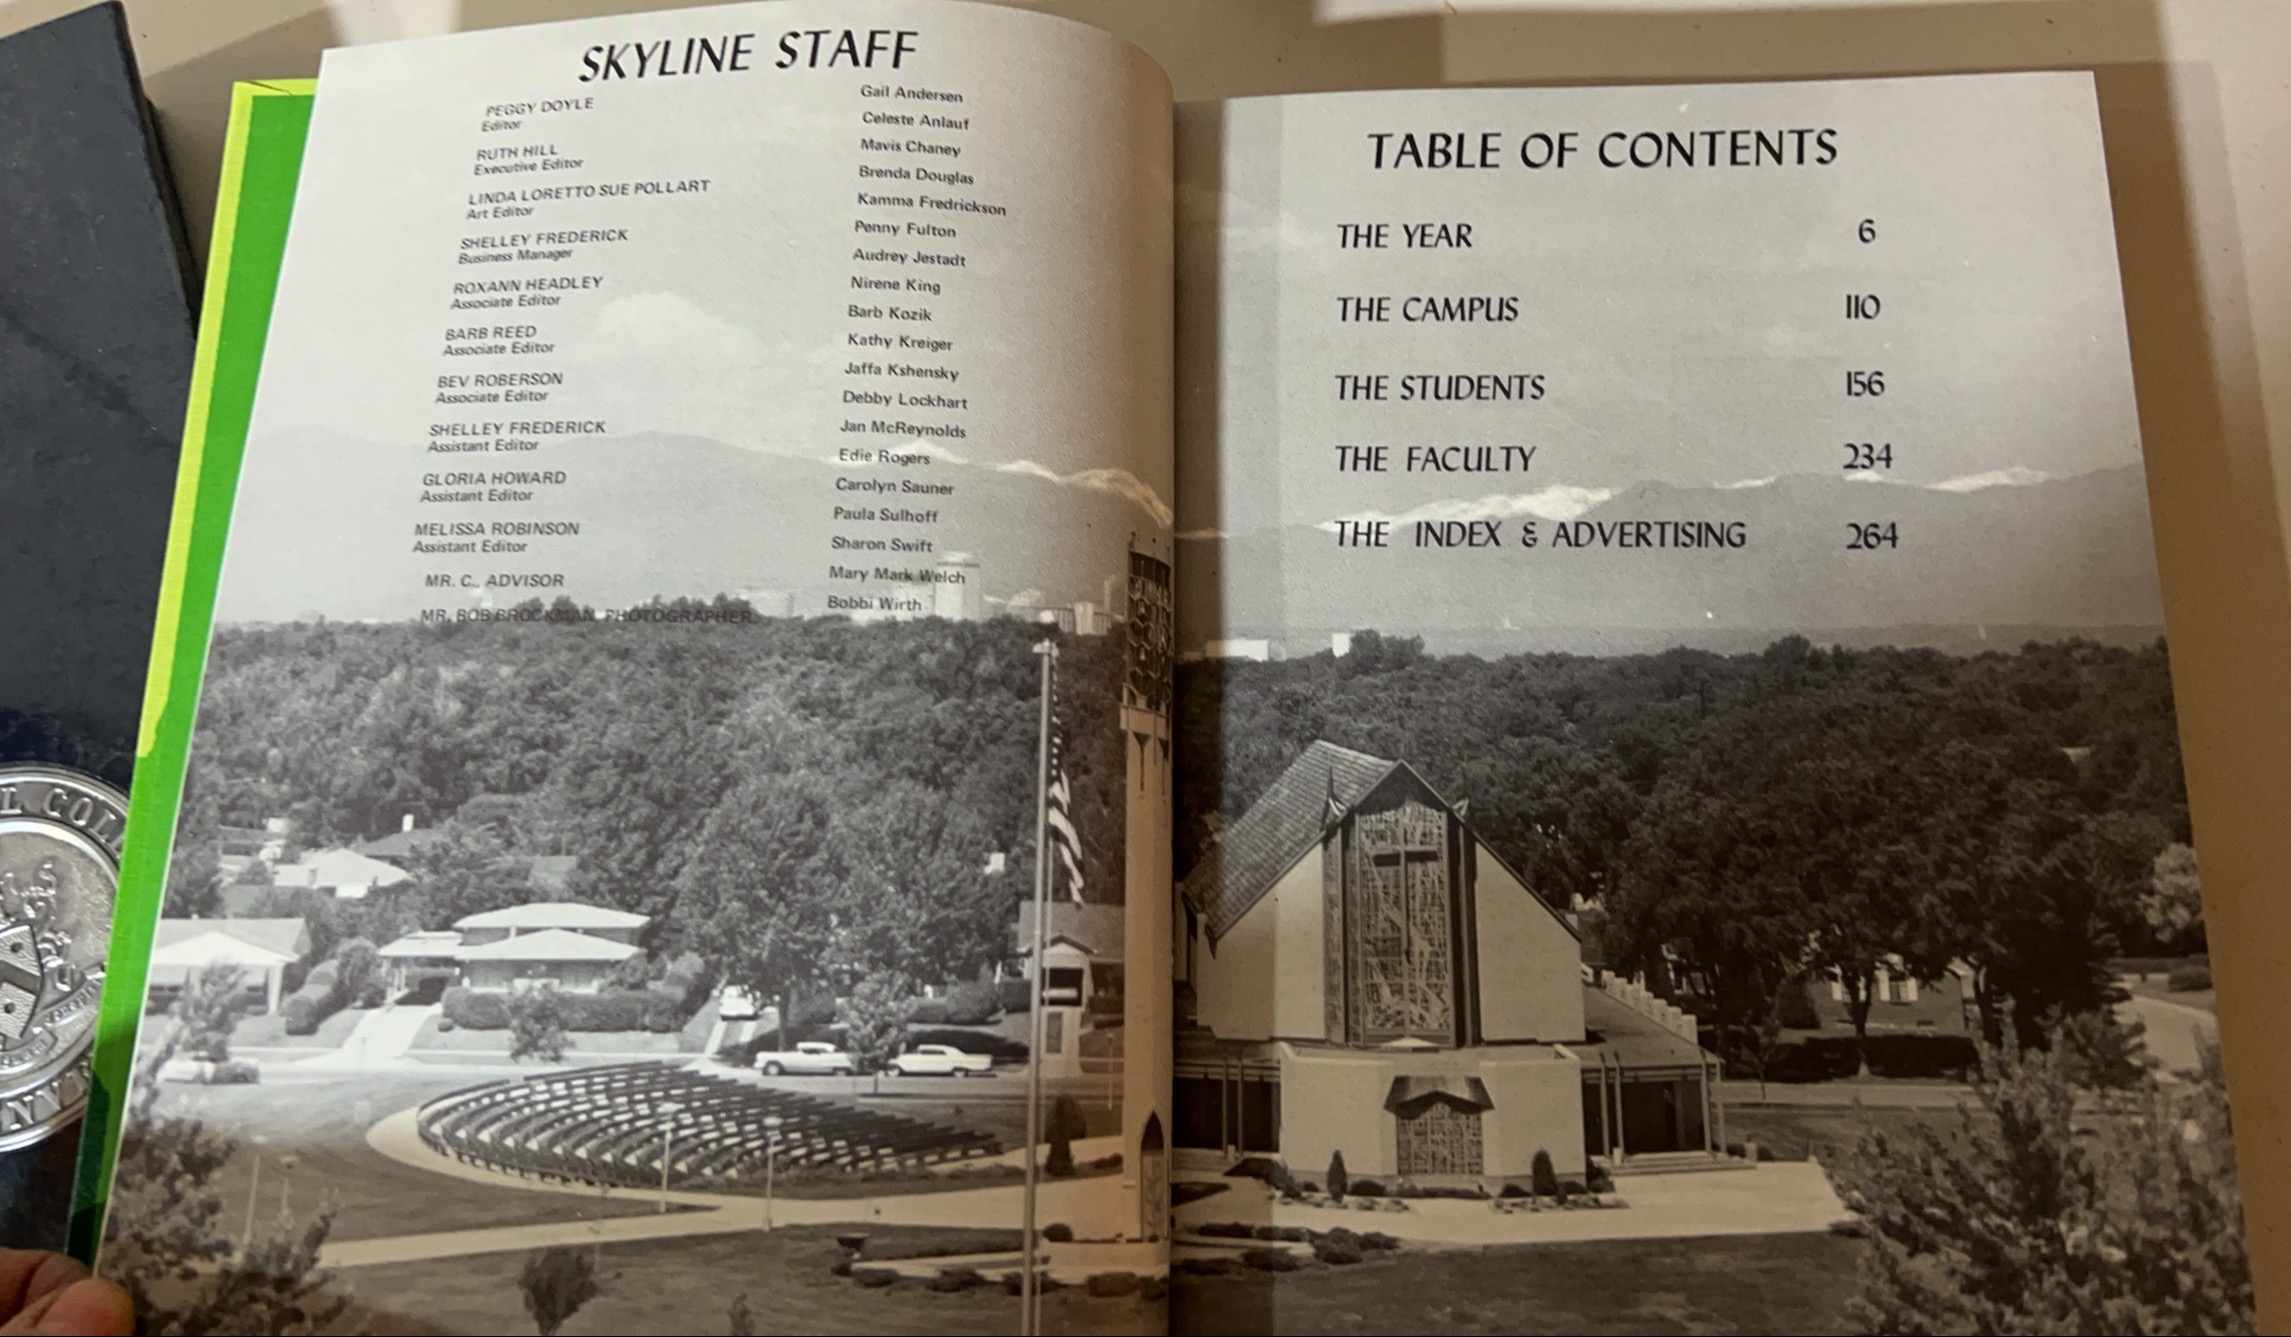 SKYLINE STAFF
PEGGY DOYLE
Editor
RUTH HILL
Executive Editor
LINDA LORETTO SUE POLLART
Art Editor
SHELLEY FREDERICK
Business Manager
ROXANN HEADLEY
Associate Editor
BARB REED
Associate Editor
BEV ROBERSON
Associate Editor
SHELLEY FREDERICK
Assistant Editor
GLORIA HOWARD
Assistant Editor
MELISSA ROBINSON
Assistant Editor
MR. C., ADVISOR
MR. BOB BROCKMAN, PHOTOGRAPHER
Gail Andersen
Celeste Anlauf
Mavis Chaney
Brenda Douglas
Kamma Fredrickson
Penny Fulton
Audrey Jestadt
Nirene King
Barb Kozik
Kathy Kreiger
Jaffa Kshensky
Debby Lockhart
Jan McReynolds
Edie Rogers
Carolyn Sauner
Paula Sulhoff
Sharon Swift
Mary Mark Welch
Bobbi Wirth
TABLE OF CONTENTS
THE YEAR 6
THE CAMPUS 110
THE STUDENTS 156
THE FACULTY 234
THE INDEX & ADVERTISING 264